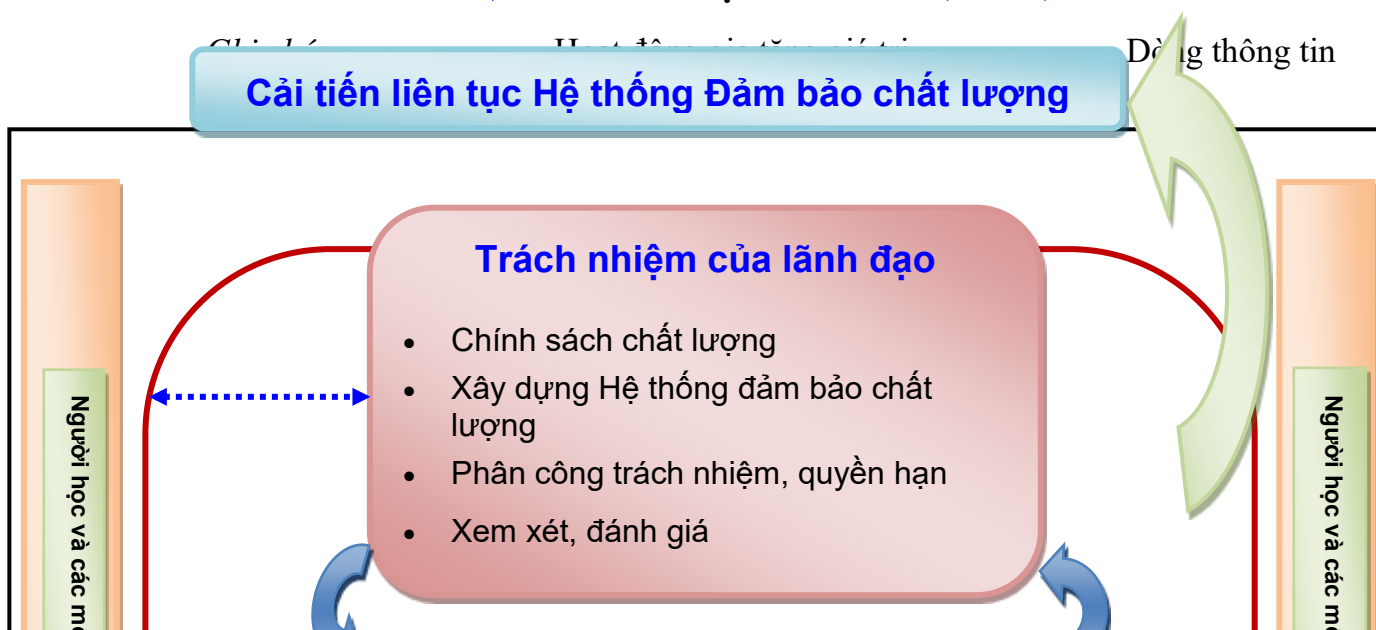 Dòng thông tin
Cải tiến liên tục Hệ thống Đảm bảo chất lượng
Trách nhiệm của lãnh đạo
• Chính sách chất lượng
• Xây dựng Hệ thống đảm bảo chất
lượng
• Phân công trách nhiệm, quyền hạn
• Xem xét, đánh giá
Người học và các
Người học và các